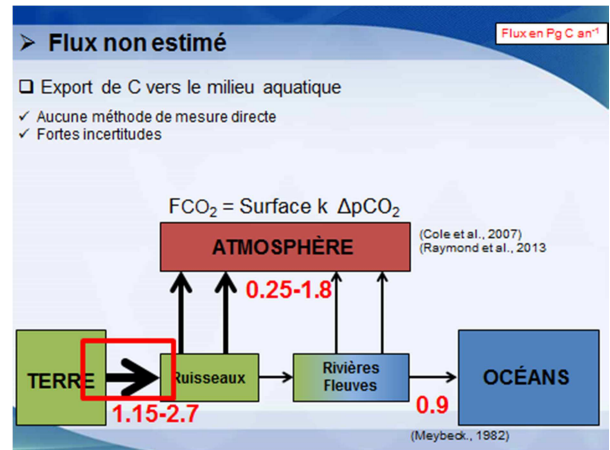 ➢ Flux non estimé
Flux en Pg C an⁻¹
❑ Export de C vers le milieu aquatique
✓ Aucune méthode de mesure directe
✓ Fortes incertitudes
FCO₂ = Surface k ΔpCO₂
ATMOSPHÈRE
(Cole et al., 2007)
(Raymond et al., 2013
0.25-1.8
TERRE
Ruisseaux
Rivières
Fleuves
OCÉANS
1.15-2.7
0.9
(Meybeck., 1982)